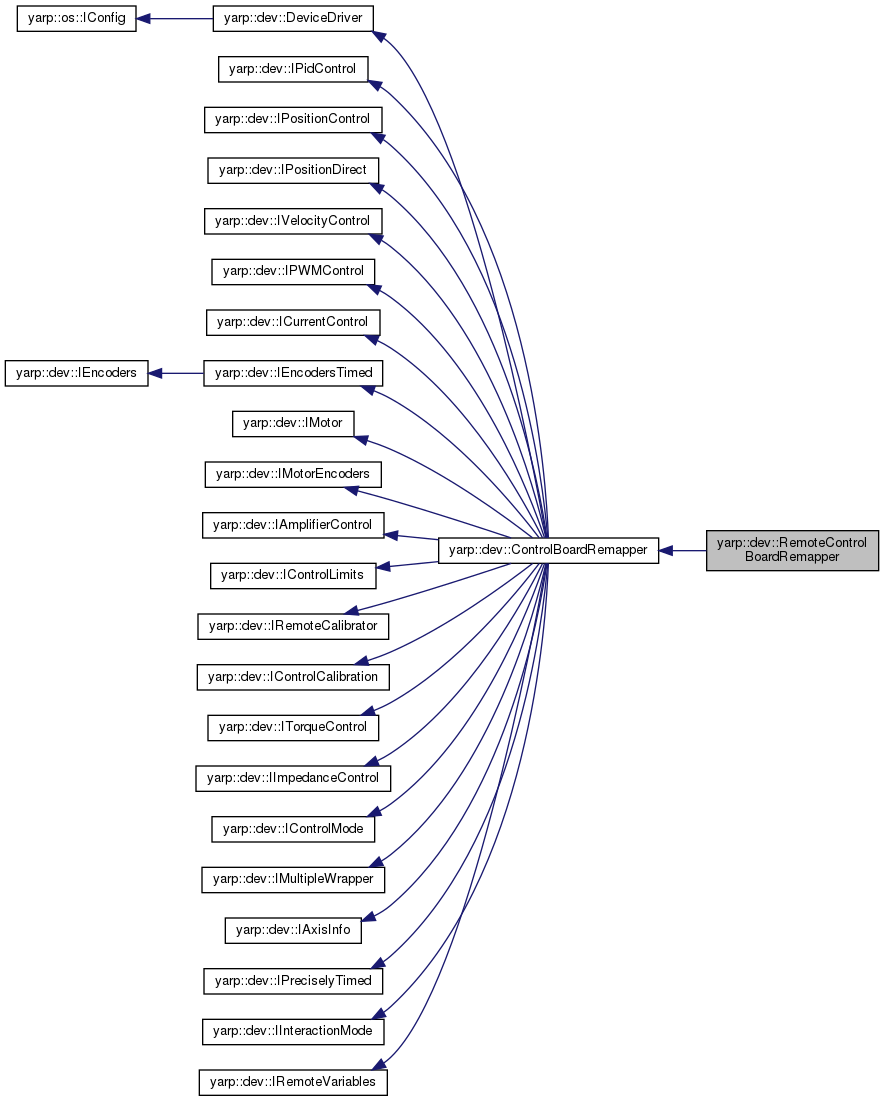 yarp::os::IConfig
yarp::dev::DeviceDriver
yarp::dev::IPidControl
yarp::dev::IPositionControl
yarp::dev::IPositionDirect
yarp::dev::IVelocityControl
yarp::dev::IPWMControl
yarp::dev::ICurrentControl
yarp::dev::IEncoders
yarp::dev::IEncodersTimed
yarp::dev::IMotor
yarp::dev::IMotorEncoders
yarp::dev::IAmplifierControl
yarp::dev::ControlBoardRemapper
yarp::dev::RemoteControl
BoardRemapper
yarp::dev::IControlLimits
yarp::dev::IRemoteCalibrator
yarp::dev::IControlCalibration
yarp::dev::ITorqueControl
yarp::dev::IImpedanceControl
yarp::dev::IControlMode
yarp::dev::IMultipleWrapper
yarp::dev::IAxisInfo
yarp::dev::IPreciselyTimed
yarp::dev::IInteractionMode
yarp::dev::IRemoteVariables